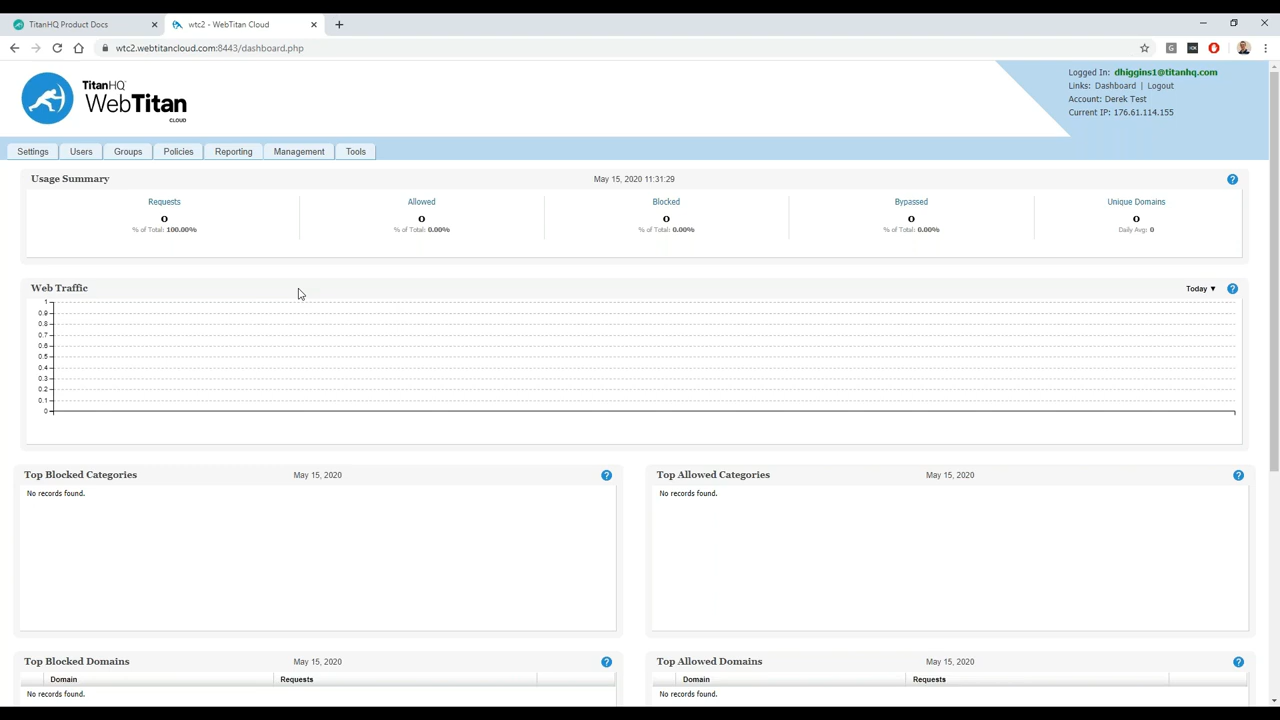 TitanHQ Product Docs
wtc2 - WebTitan Cloud
wtc2.webtitancloud.com:8443/dashboard.php
TitanHQ
WebTitan
CLOUD
Logged In: dhiggins1@titanhq.com
Links: Dashboard | Logout
Account: Derek Test
Current IP: 176.61.114.155
Settings
Users
Groups
Policies
Reporting
Management
Tools
Usage Summary
May 15, 2020 11:31:29
?
Requests
0
% of Total: 100.00%
Allowed
0
% of Total: 0.00%
Blocked
0
% of Total: 0.00%
Bypassed
0
% of Total: 0.00%
Unique Domains
0
Daily Avg: 0
Web Traffic
Today ▼
?
1
0.9
0.8
0.7
0.6
0.5
0.4
0.3
0.2
0.1
0
Top Blocked Categories
May 15, 2020
?
No records found.
Top Allowed Categories
May 15, 2020
?
No records found.
Top Blocked Domains
May 15, 2020
?
Domain
Requests
No records found.
Top Allowed Domains
May 15, 2020
?
Domain
Requests
No records found.